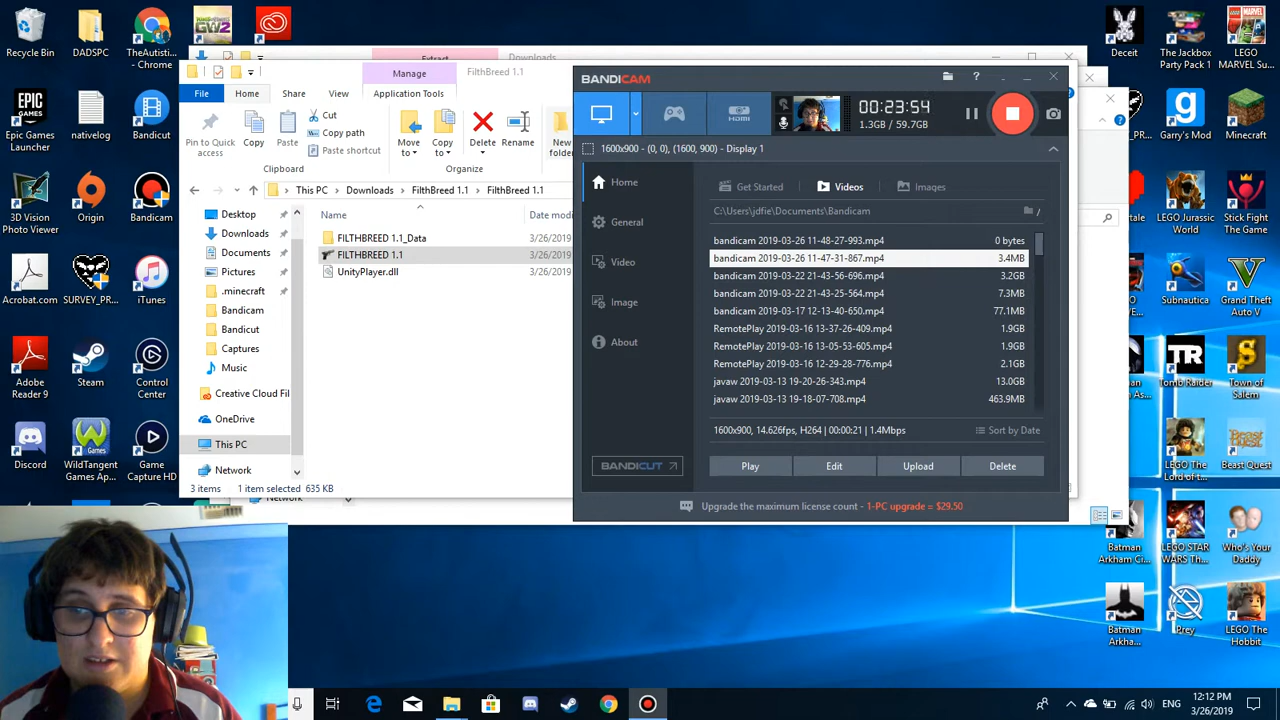 Recycle Bin
DADSPC
TheAutisti...
- Chrome
GW2
Extract
Downloads
Manage
FilthBreed 1.1
File
Home
Share
View
Application Tools
Pin to Quick
access
Copy
Paste
Cut
Copy path
Paste shortcut
Clipboard
Move
to
Copy
to
Delete
Rename
New
folder
Organize
This PC
Downloads
FilthBreed 1.1
FilthBreed 1.1
Name
Date modi
Desktop
Downloads
Documents
Pictures
.minecraft
Bandicam
Bandicut
Captures
Music
Creative Cloud Fil
OneDrive
This PC
Network
FILTHBREED 1.1_Data
3/26/2019
FILTHBREED 1.1
3/26/2019
UnityPlayer.dll
3/26/2019
3 items
1 item selected 635 KB
Network
Epic Games
Launcher
nativelog
Bandicut
3D Vision
Photo Viewer
Origin
Bandicam
Acrobat.com
SURVEY_PR...
iTunes
Adobe
Reader 9
Steam
Control
Center
Discord
WildTangent
Games Ap...
Game
Capture HD
BANDICAM
HDMI
00:23:54
1.3GB / 59.7GB
1600x900 - (0, 0), (1600, 900) - Display 1
Home
General
Video
Image
About
BANDICUT
Get Started
Videos
Images
C:\Users\jdfie\Documents\Bandicam
/
bandicam 2019-03-26 11-48-27-993.mp4 0 bytes
bandicam 2019-03-26 11-47-31-867.mp4 3.4MB
bandicam 2019-03-22 21-43-56-696.mp4 3.2GB
bandicam 2019-03-22 21-43-25-564.mp4 7.3MB
bandicam 2019-03-17 12-13-40-650.mp4 77.1MB
RemotePlay 2019-03-16 13-37-26-409.mp4 1.9GB
RemotePlay 2019-03-16 13-05-53-605.mp4 1.9GB
RemotePlay 2019-03-16 12-29-28-776.mp4 2.1GB
javaw 2019-03-13 19-20-26-343.mp4 13.0GB
javaw 2019-03-13 19-18-07-708.mp4 463.9MB
1600x900, 14.626fps, H264 | 00:00:21 | 1.4Mbps
Sort by Date
Play
Edit
Upload
Delete
Upgrade the maximum license count - 1-PC upgrade = $29.50
Deceit
The Jackbox
Party Pack 1
LEGO
MARVEL Su...
_PR...
Garry's Mod
Minecraft
tale
LEGO Jurassic
World
Stick Fight
The Game
Subnautica
Grand Theft
Auto V
TR
Tomb Raider
Town of
Salem
LEGO The
Lord of t...
Beast
Quest
Beast Quest
Batman
Arkham Ci...
LEGO STAR
WARS Th...
Who's Your
Daddy
Batman
Arkha...
Prey
LEGO The
Hobbit
ENG
12:12 PM
3/26/2019